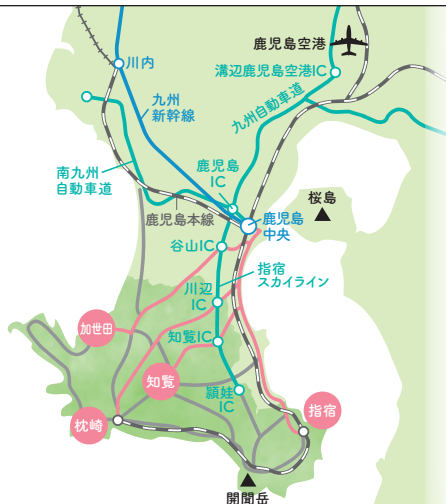 鹿児島空港
川内
溝辺鹿児島空港IC
九州
新幹線
九州自動車道
南九州
自動車道
鹿児島
IC
桜島
鹿児島本線
鹿児島
中央
谷山IC
指宿
スカイライン
川辺
IC
加世田
知覧IC
知覧
頴娃
IC
指宿
枕崎
開聞岳